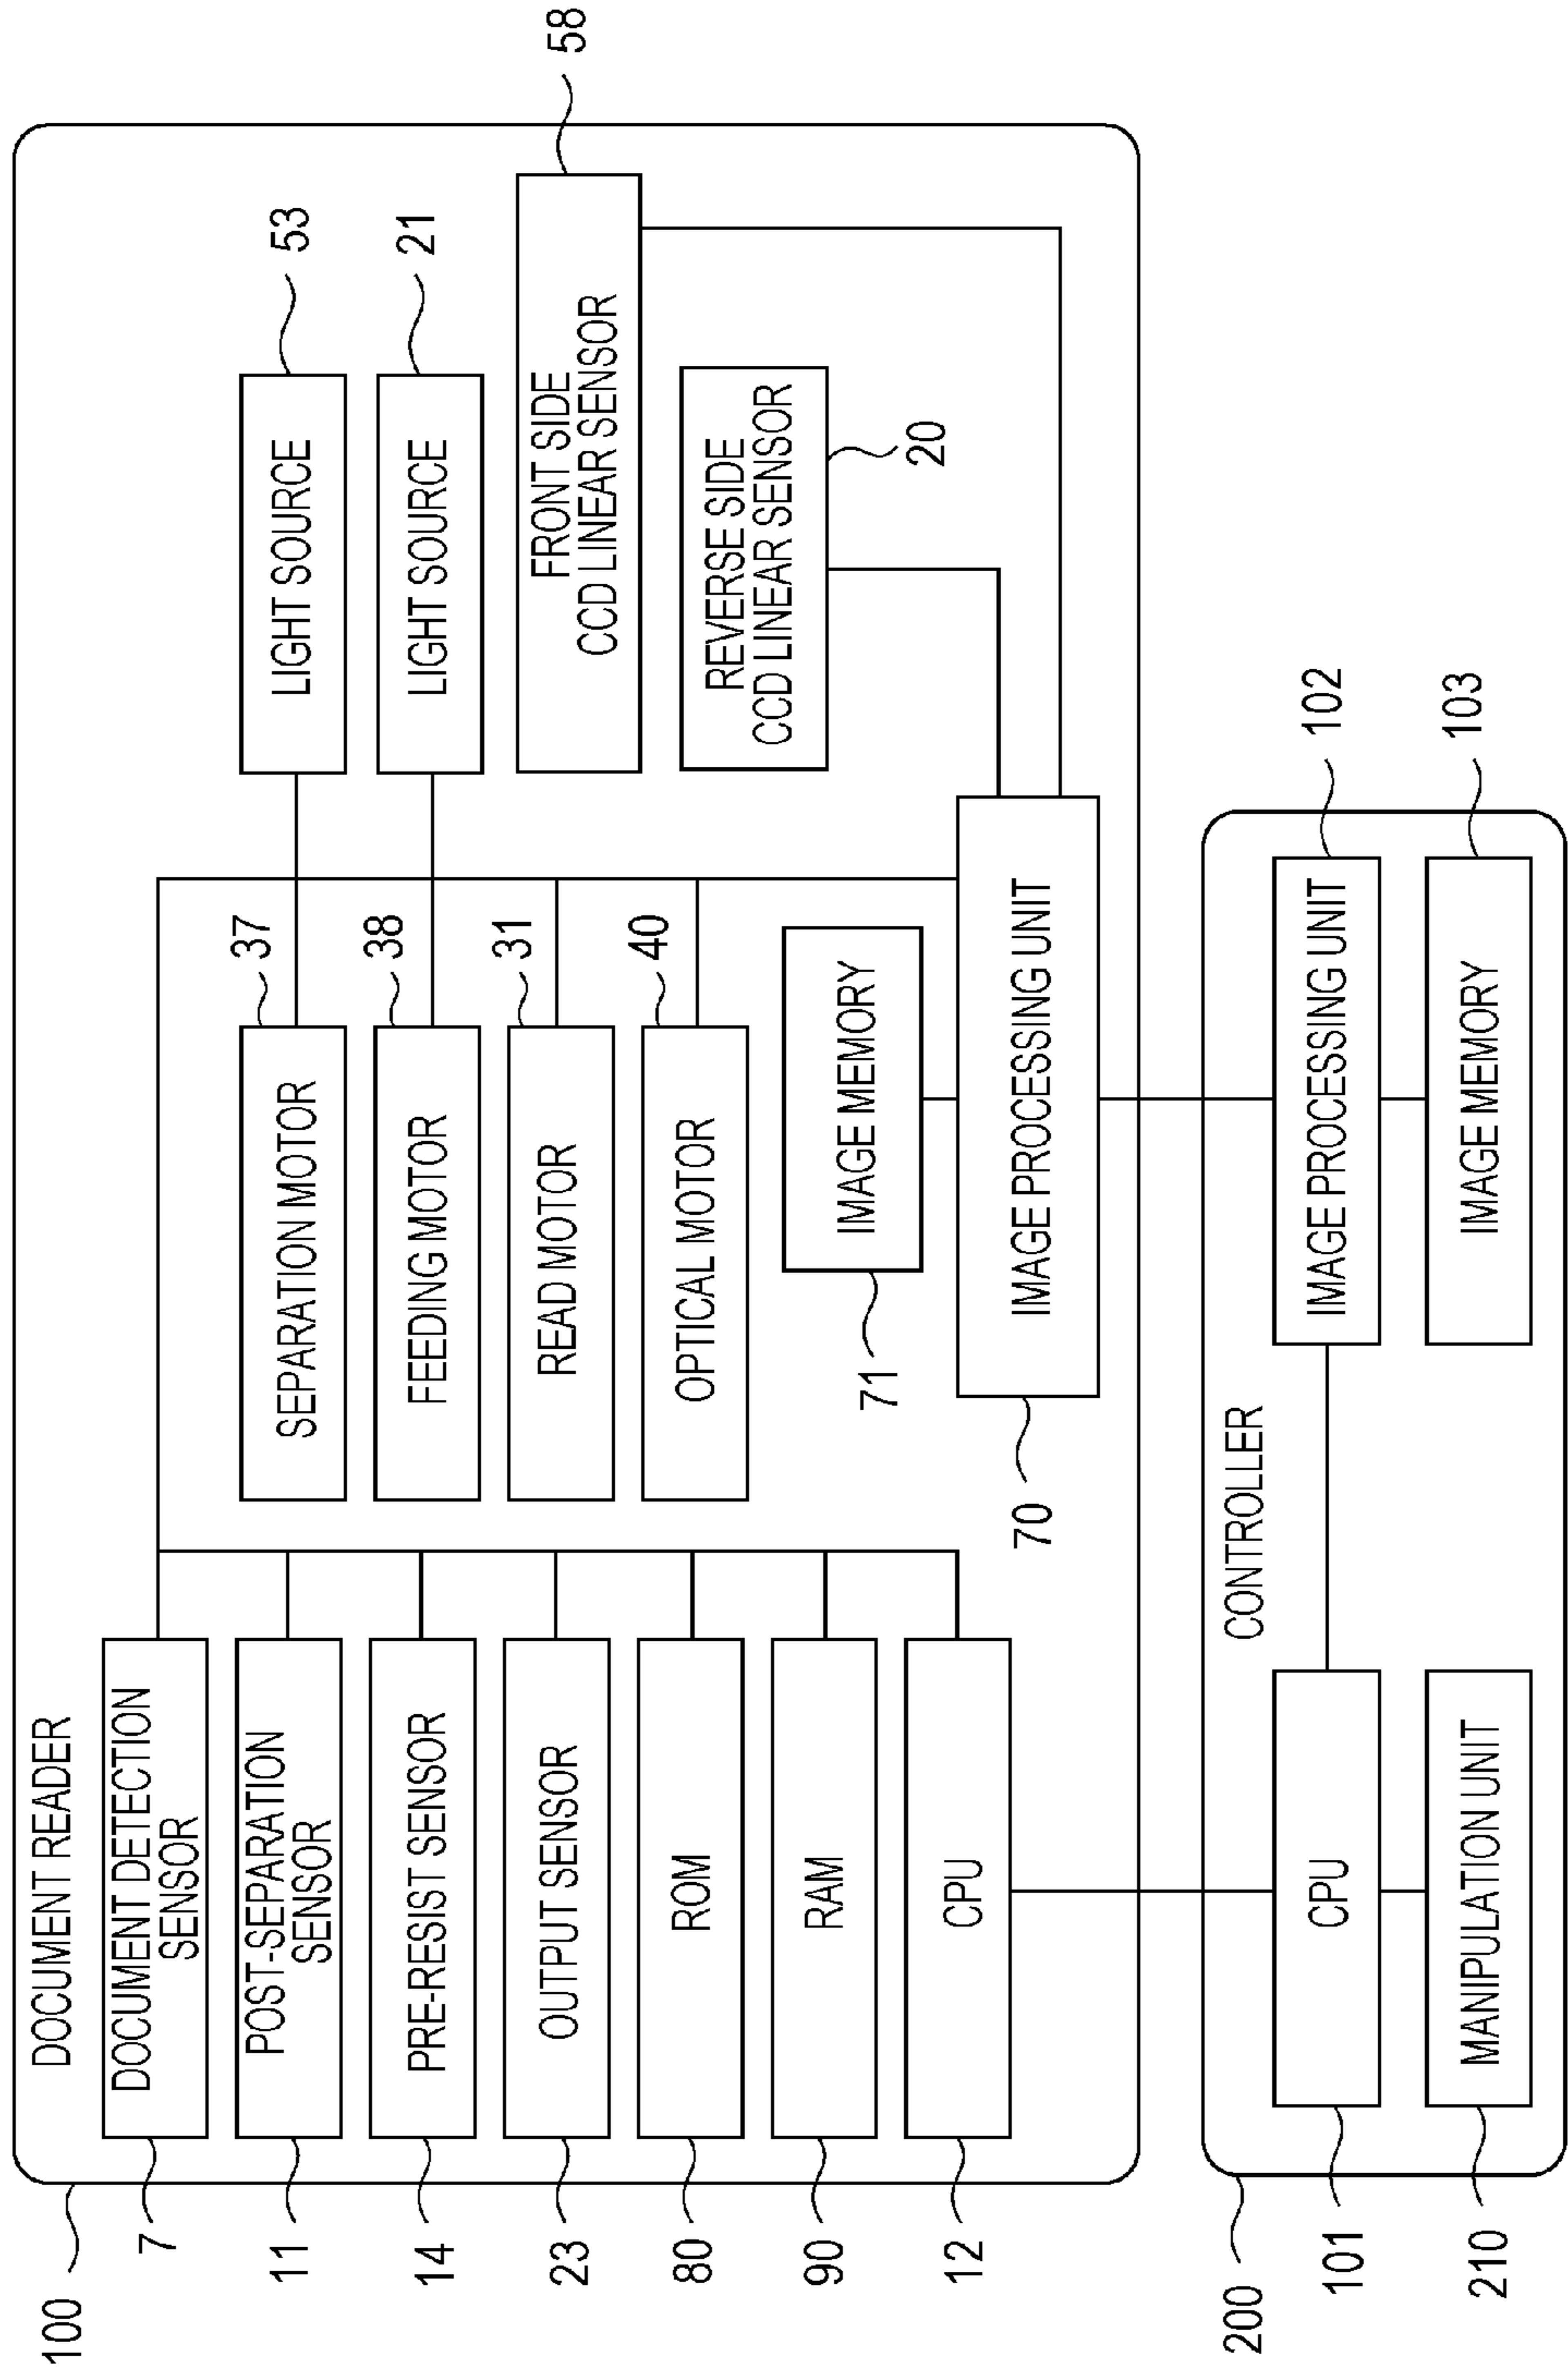 100
DOCUMENT READER
7
DOCUMENT DETECTION
SENSOR
11
POST-SEPARATION
SENSOR
14
PRE-RESIST SENSOR
23
OUTPUT SENSOR
80
ROM
90
RAM
12
CPU
37
SEPARATION MOTOR
38
FEEDING MOTOR
31
READ MOTOR
40
OPTICAL MOTOR
71
IMAGE MEMORY
70
IMAGE PROCESSING UNIT
53
LIGHT SOURCE
21
LIGHT SOURCE
58
FRONT SIDE
CCD LINEAR SENSOR
20
REVERSE SIDE
CCD LINEAR SENSOR
200
CONTROLLER
101
CPU
210
MANIPULATION UNIT
102
IMAGE PROCESSING UNIT
103
IMAGE MEMORY